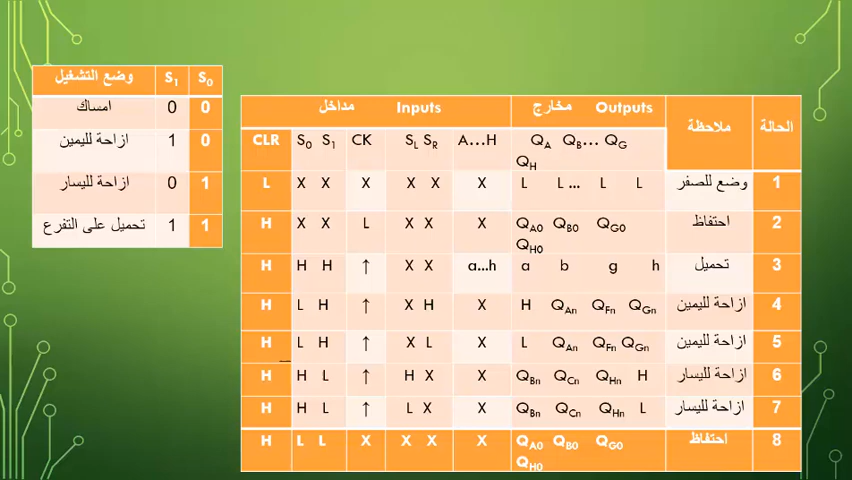 وضع التشغيل S1 S0
امساك 0 0
ازاحة لليمين 1 0
ازاحة لليسار 0 1
تحميل على التفرع 1 1
مداخل Inputs مخارج Outputs ملاحظة الحالة
CLR S0 S1 CK SL SR A...H QA QB... QG
QH
L X X X X X X L L ... L L وضع للصفر 1
H X X L X X X QA0 QB0 QG0 احتفاظ 2
QH0
H H H ↑ X X a...h a b g h تحميل 3
H L H ↑ X H X H QAn QFn QGn ازاحة لليمين 4
H L H ↑ X L X L QAn QFn QGn ازاحة لليمين 5
H H L ↑ H X X QBn QCn QHn H ازاحة لليسار 6
H H L ↑ L X X QBn QCn QHn L ازاحة لليسار 7
H L L X X X X QA0 QB0 QG0 احتفاظ 8
QH0